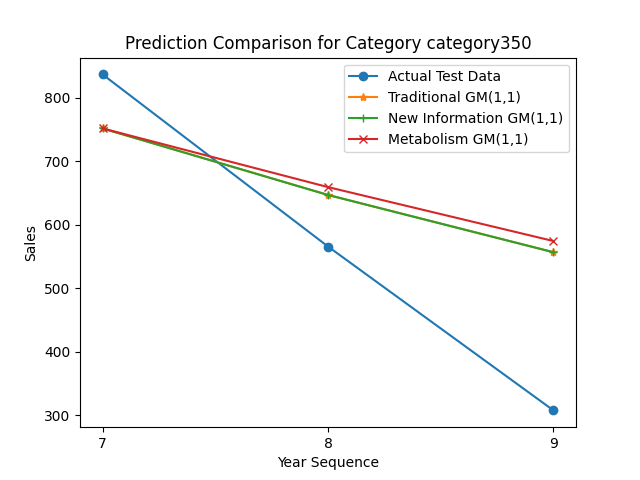 Prediction Comparison for Category category350
Actual Test Data
Traditional GM(1,1)
New Information GM(1,1)
Metabolism GM(1,1)
800
700
600
500
400
300
Sales
7
8
9
Year Sequence